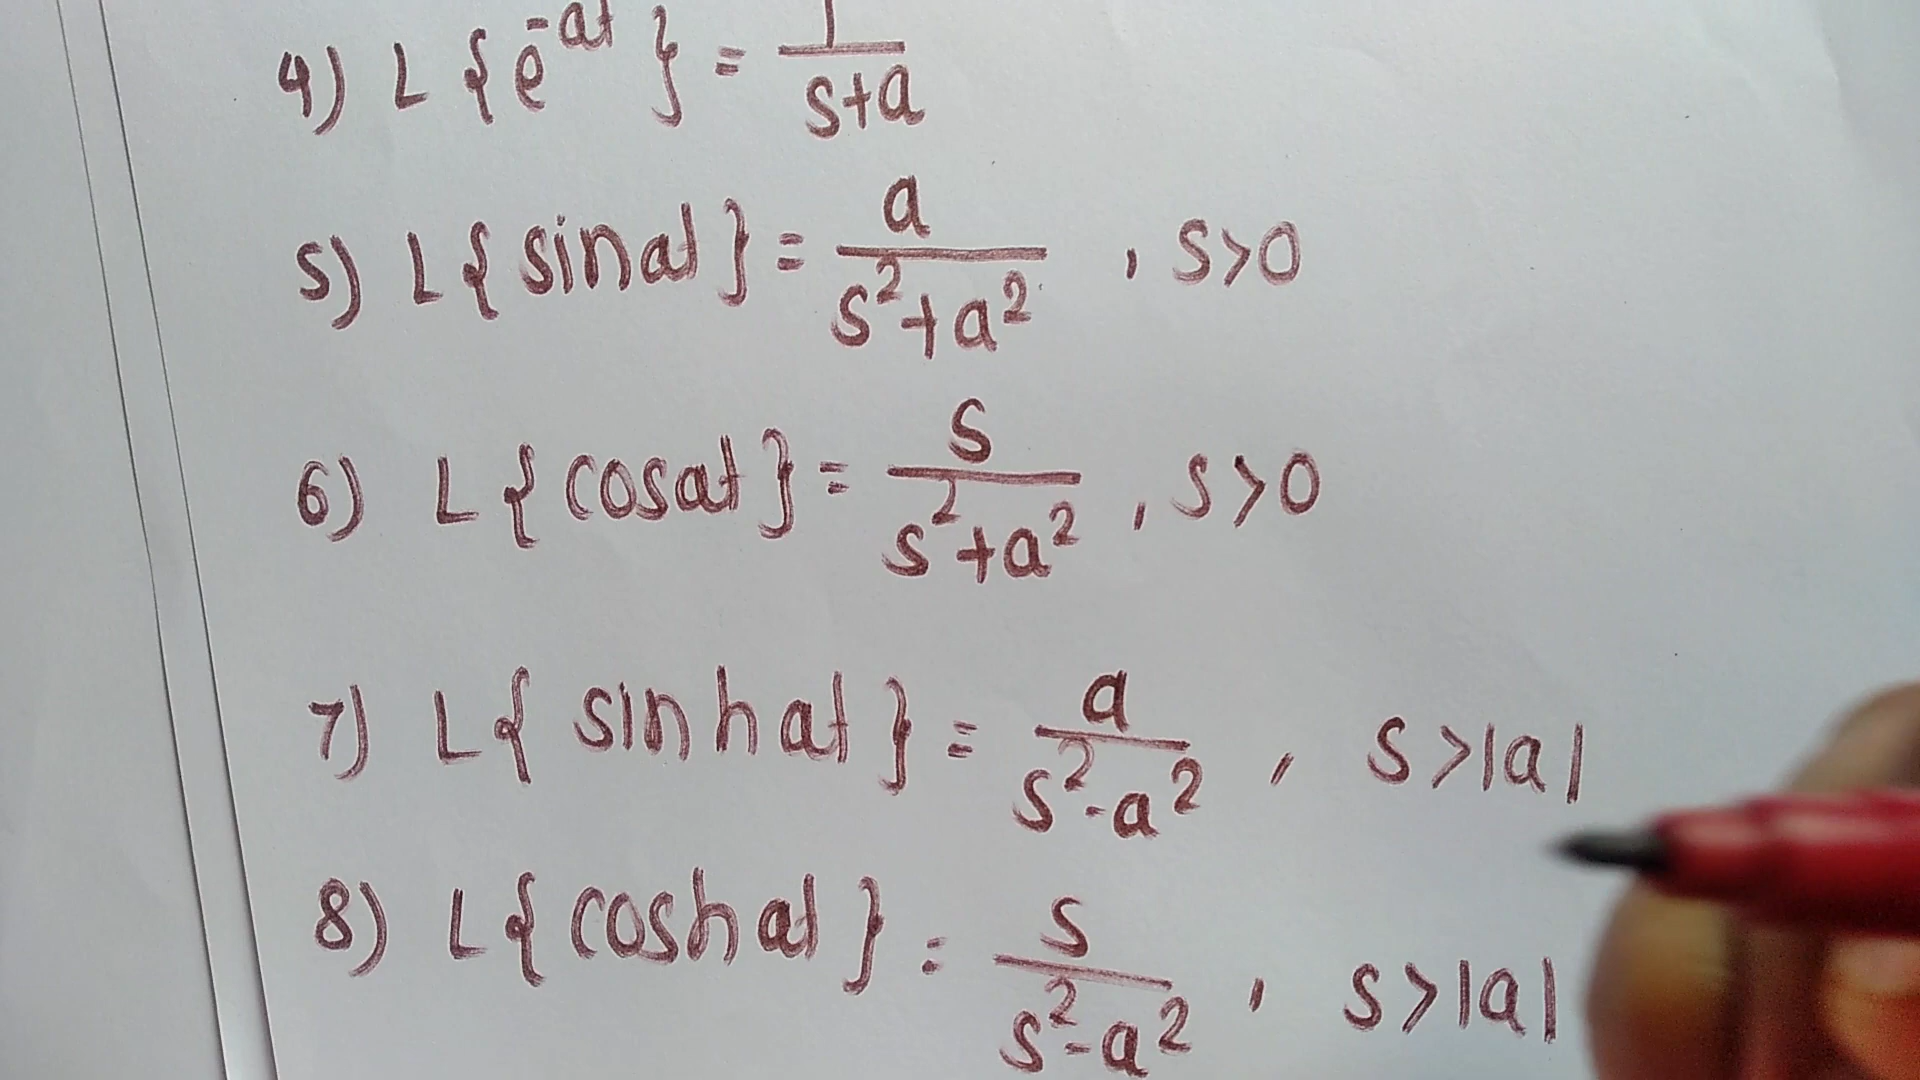 4) L{e^-at} = 1/(s+a)
5) L{sinat} = a/(s²+a²) , s>0
6) L{cosat} = s/(s²+a²) , s>0
7) L{sinhat} = a/(s²-a²) , s>|a|
8) L{coshat} = s/(s²-a²) , s>|a|